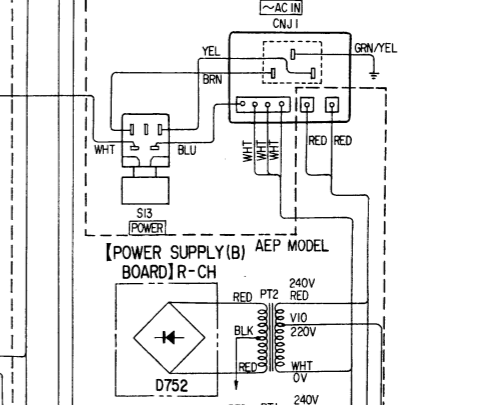 ～AC IN
CNJ1
YEL
GRN/YEL
BRN
WHT
BLU
WHT
WHT
WHT
RED
RED
S13
POWER
【POWER SUPPLY(B)
BOARD】R-CH
AEP MODEL
240V
RED
PT2
RED
VIO
220V
BLK
RED
WHT
0V
D752
240V